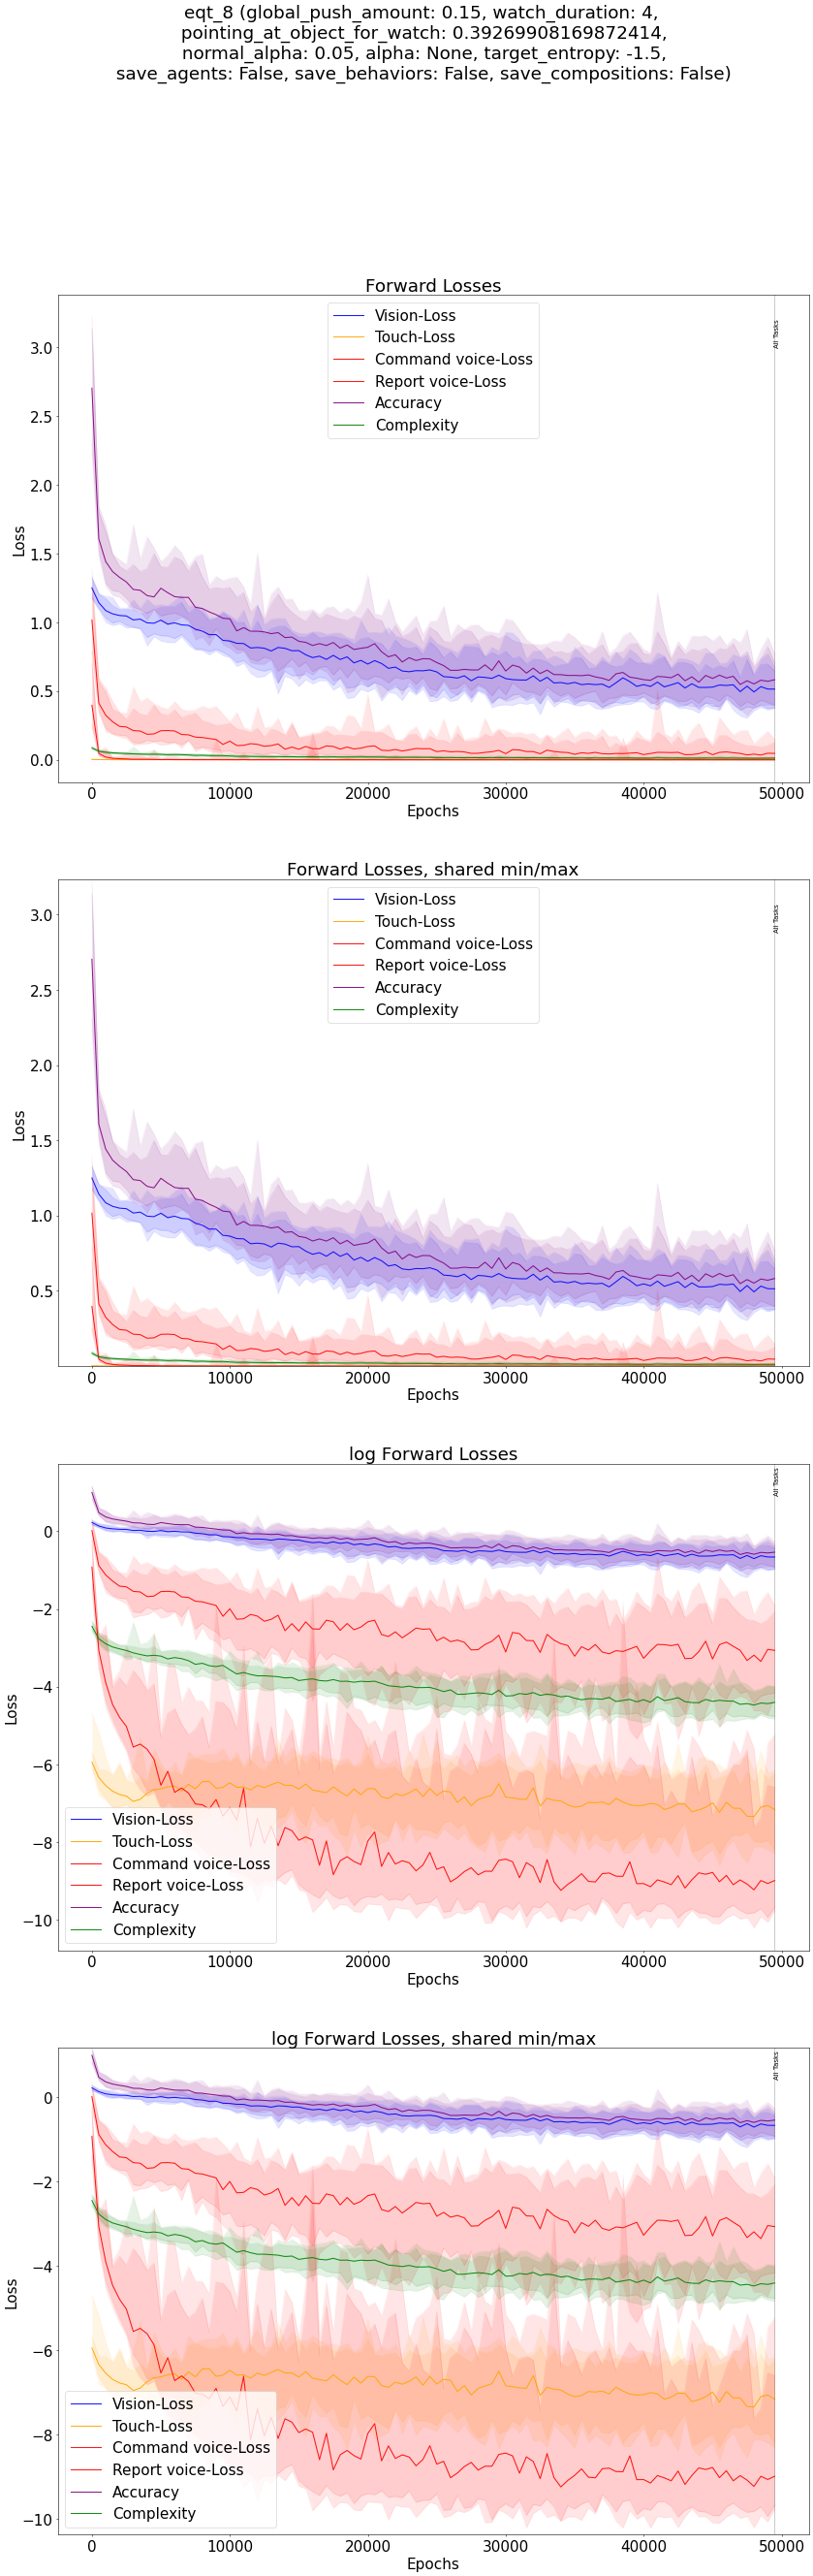 eqt_8 (global_push_amount: 0.15, watch_duration: 4,
pointing_at_object_for_watch: 0.39269908169872414,
normal_alpha: 0.05, alpha: None, target_entropy: -1.5,
save_agents: False, save_behaviors: False, save_compositions: False)
Forward Losses
All Tasks
Vision-Loss
Touch-Loss
Command voice-Loss
Report voice-Loss
Accuracy
Complexity
3.0
2.5
2.0
1.5
1.0
0.5
0.0
Loss
0 10000 20000 30000 40000 50000
Epochs
Forward Losses, shared min/max
All Tasks
Vision-Loss
Touch-Loss
Command voice-Loss
Report voice-Loss
Accuracy
Complexity
3.0
2.5
2.0
1.5
1.0
0.5
Loss
0 10000 20000 30000 40000 50000
Epochs
log Forward Losses
All Tasks
0
−2
−4
−6
−8
−10
Loss
Vision-Loss
Touch-Loss
Command voice-Loss
Report voice-Loss
Accuracy
Complexity
0 10000 20000 30000 40000 50000
Epochs
log Forward Losses, shared min/max
All Tasks
0
−2
−4
−6
−8
−10
Loss
Vision-Loss
Touch-Loss
Command voice-Loss
Report voice-Loss
Accuracy
Complexity
0 10000 20000 30000 40000 50000
Epochs